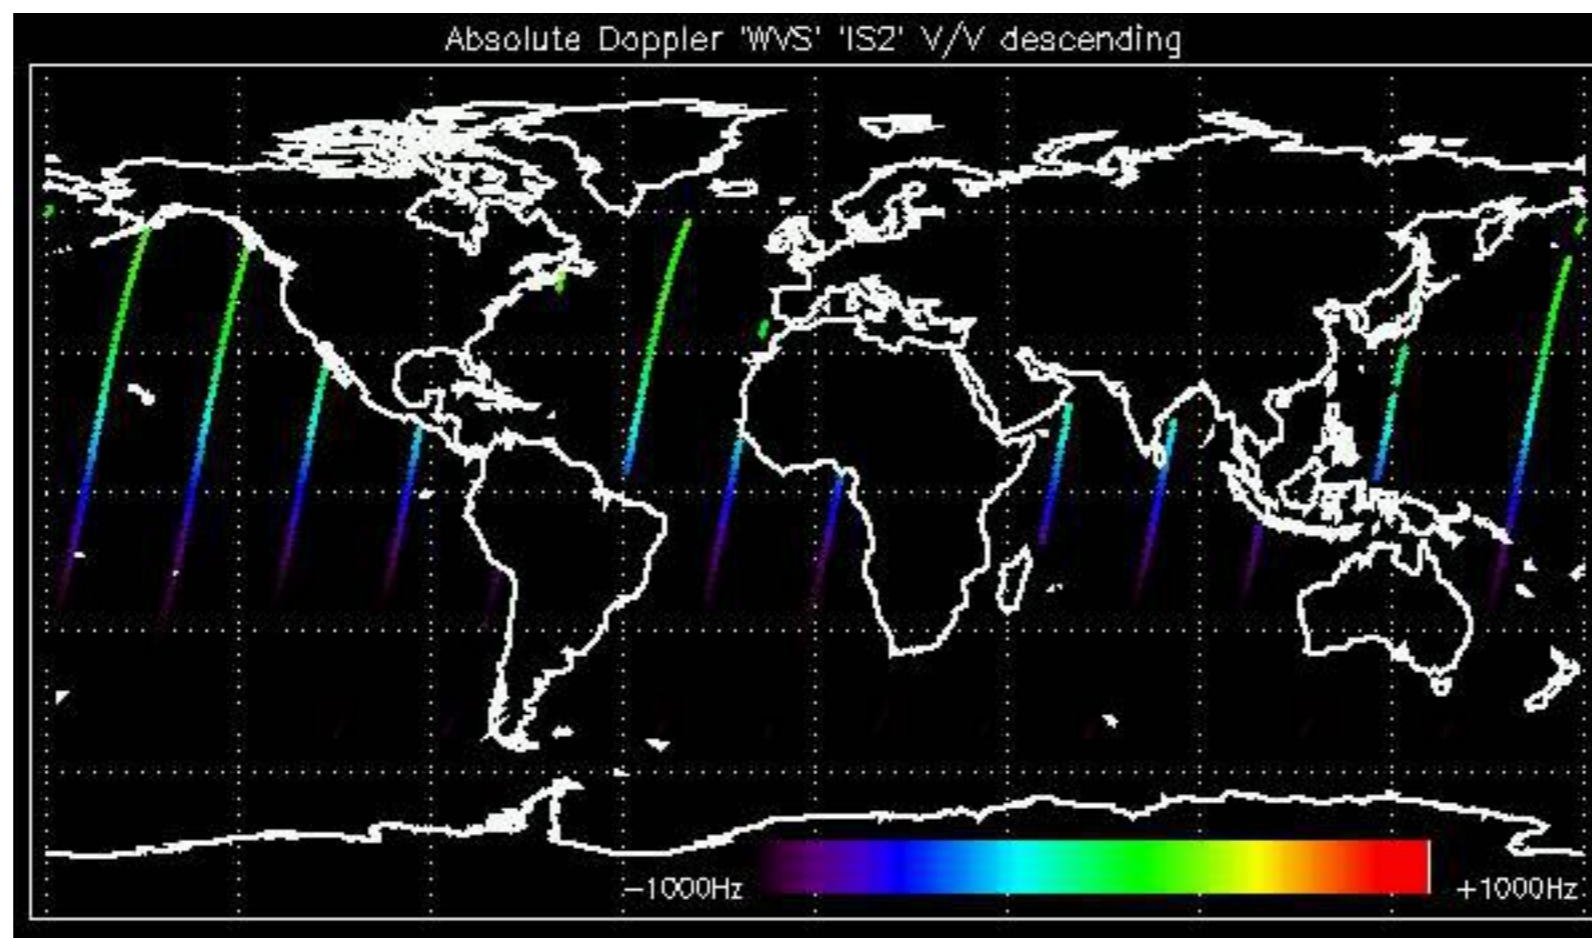 Absolute Doppler 'WVS' 'IS2' V/V descending
−1000Hz
+1000Hz